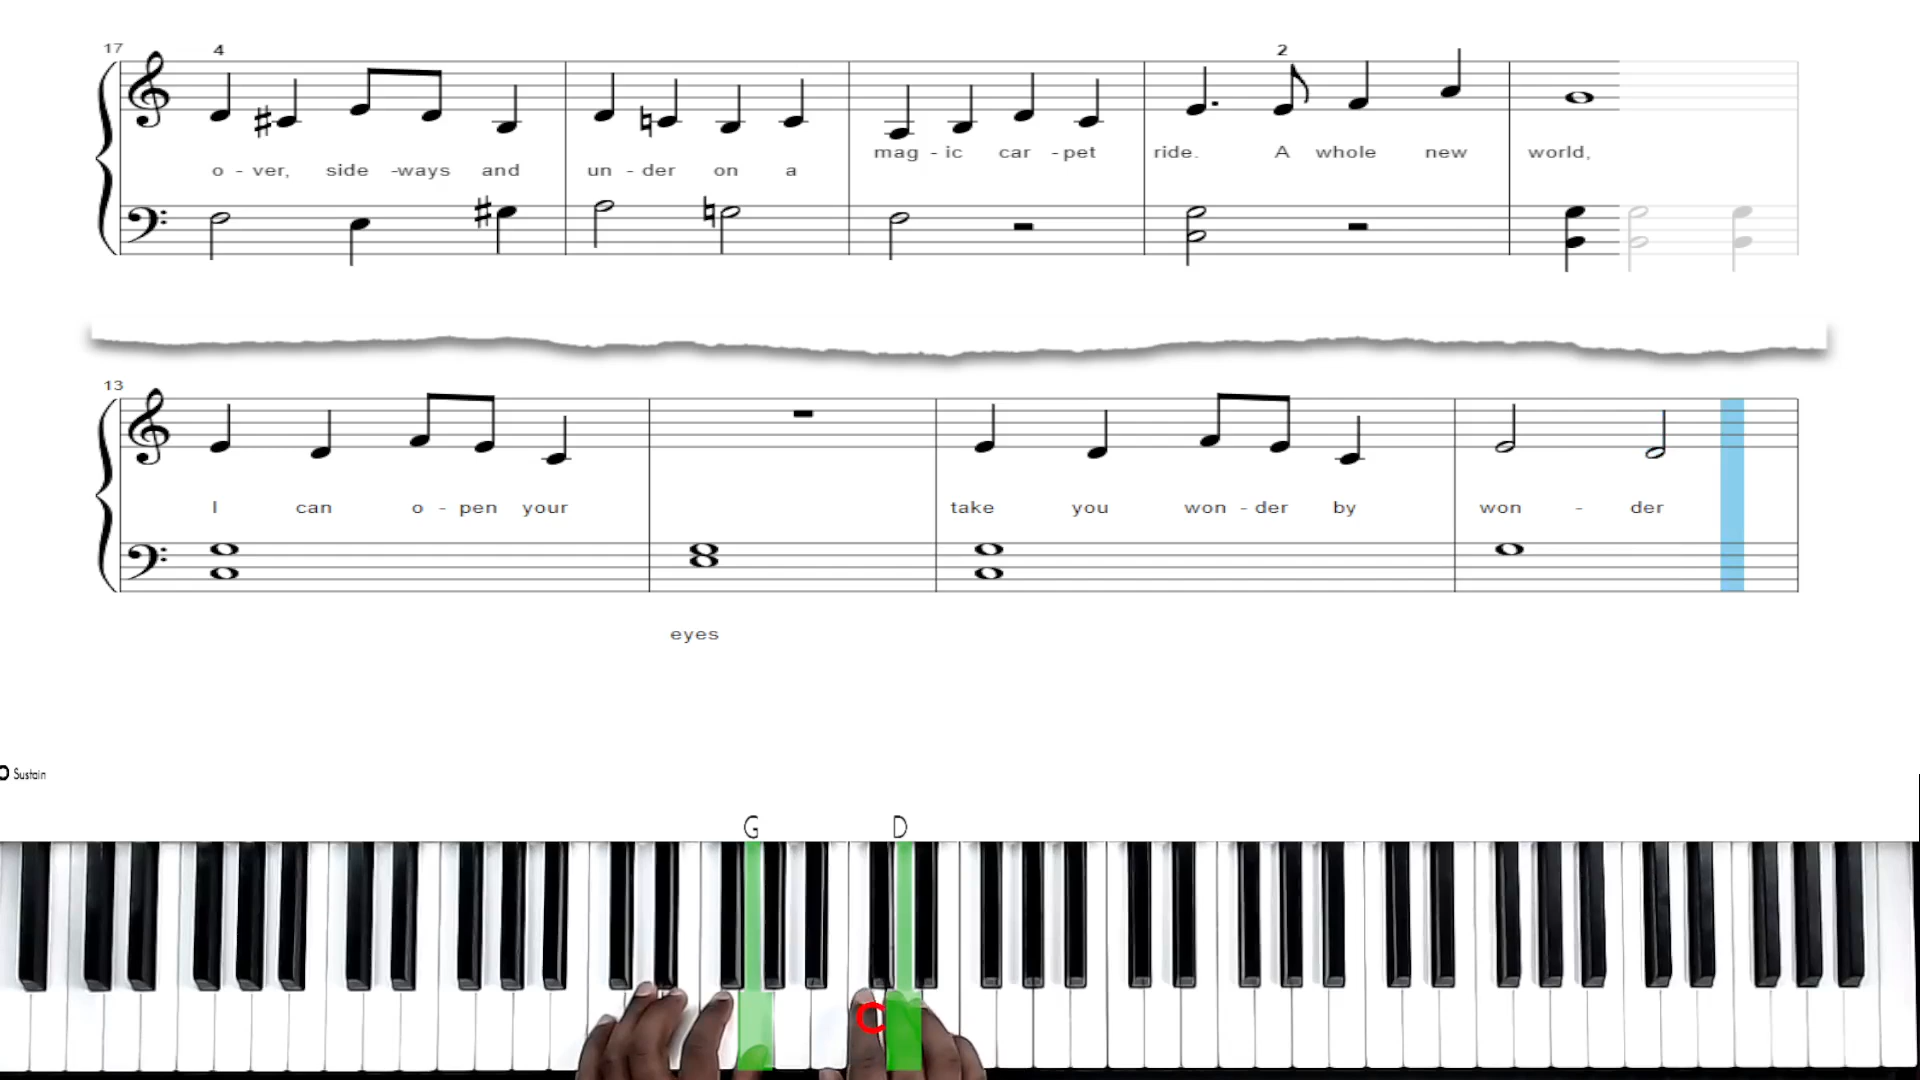 17 4 2
mag - ic car - pet ride. A whole new world,
o - ver, side - ways and un - der on a
13
I can o - pen your take you won - der by won - der
eyes
Sustain
G D
C